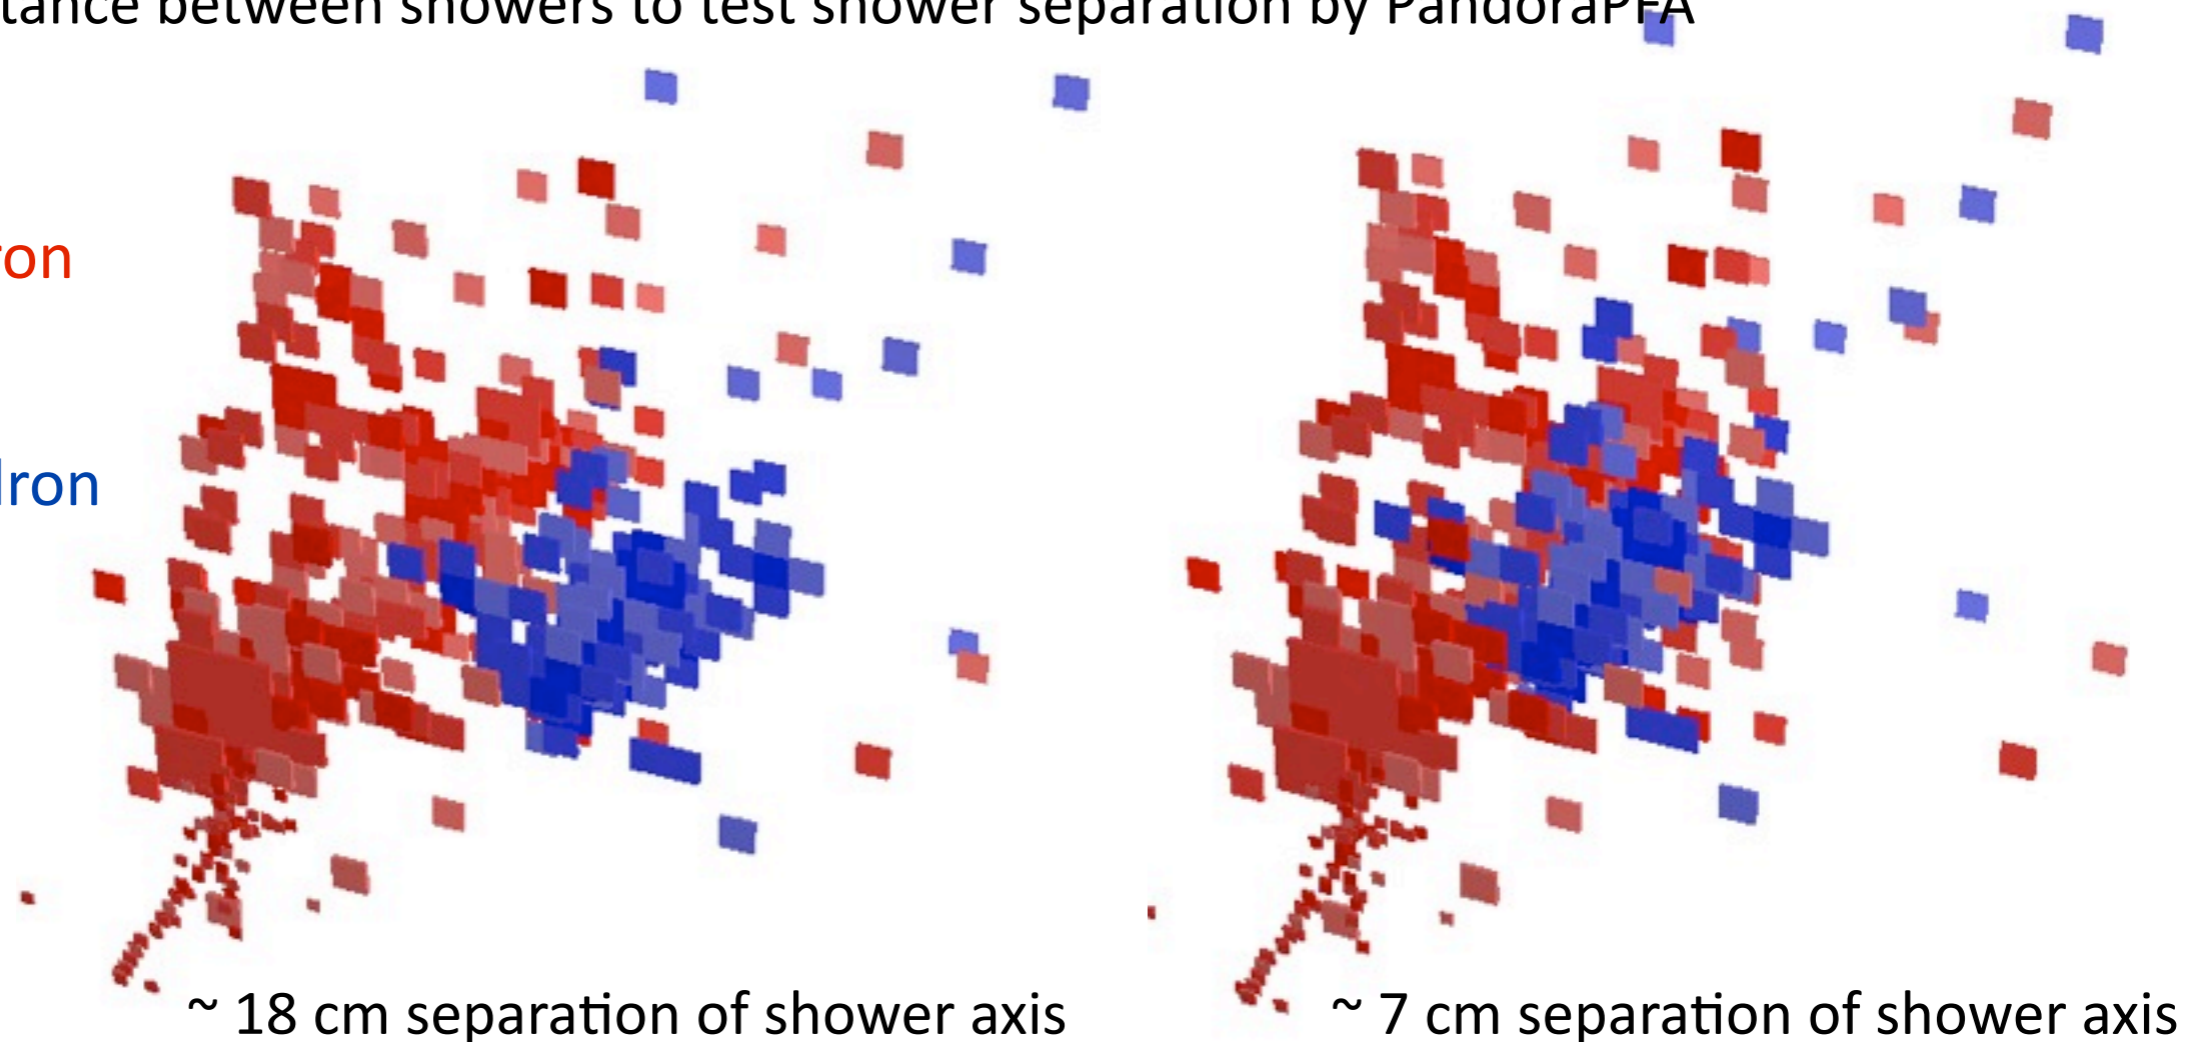 tance between showers to test shower separation by PandoraPFA
ron
dron
~ 18 cm separation of shower axis
~ 7 cm separation of shower axis